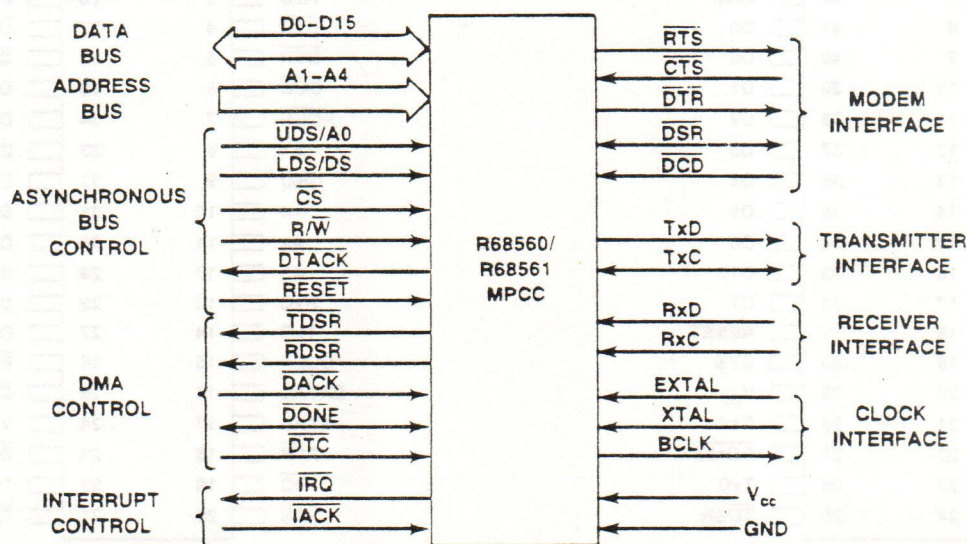 DATA
BUS
D0–D15
ADDRESS
BUS
A1–A4
ASYNCHRONOUS
BUS
CONTROL
UDS/A0
LDS/DS
CS
R/W
DTACK
RESET
DMA
CONTROL
TDSR
RDSR
DACK
DONE
DTC
INTERRUPT
CONTROL
IRQ
IACK
R68560/
R68561
MPCC
RTS
CTS
DTR
DSR
DCD
MODEM
INTERFACE
TxD
TxC
TRANSMITTER
INTERFACE
RxD
RxC
RECEIVER
INTERFACE
EXTAL
XTAL
BCLK
CLOCK
INTERFACE
Vcc
GND